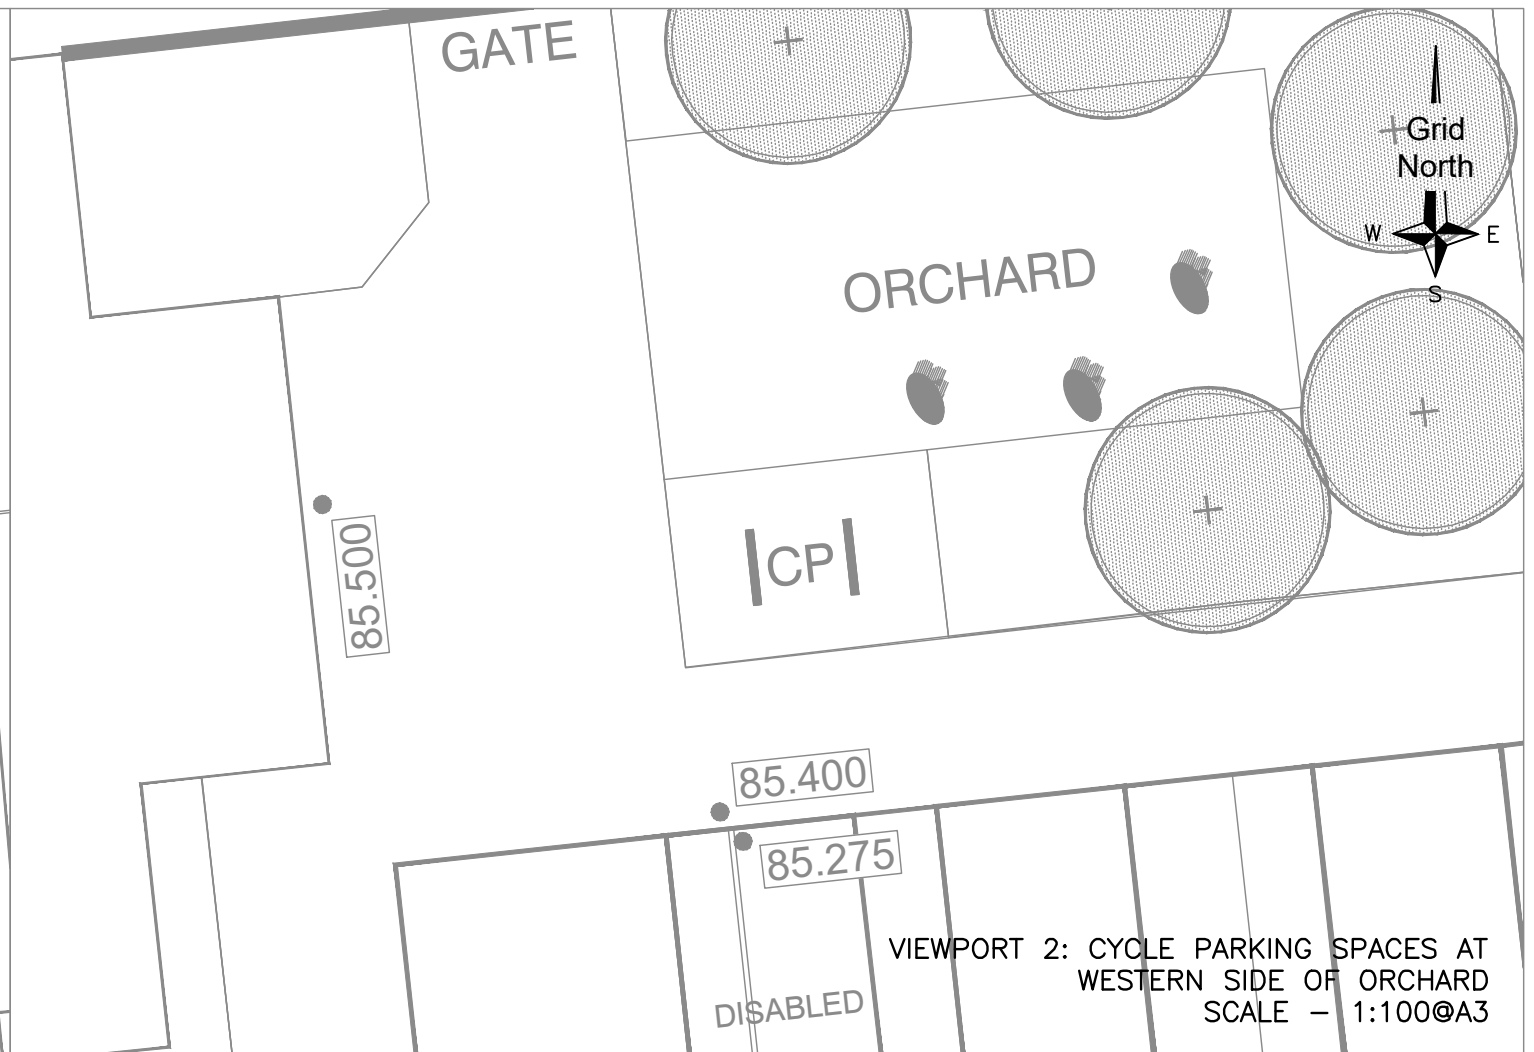 GATE
Grid
North
W
E
S
ORCHARD
85.500
CP
85.400
85.275
DISABLED
VIEWPORT 2: CYCLE PARKING SPACES AT
WESTERN SIDE OF ORCHARD
SCALE – 1:100@A3